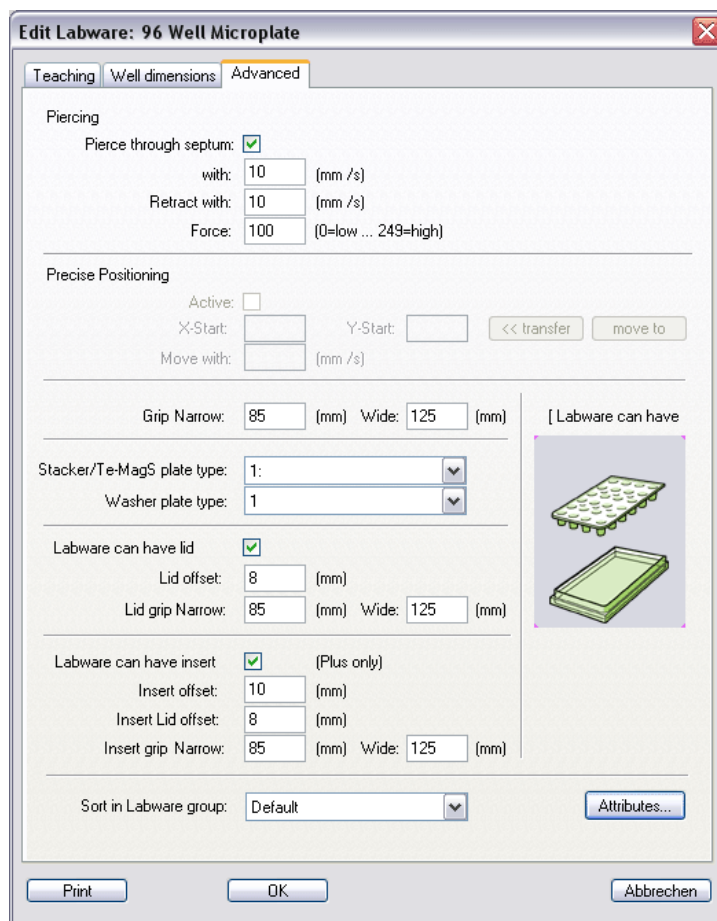 Edit Labware: 96 Well Microplate
Teaching Well dimensions Advanced
Piercing
Pierce through septum:
with: 10 (mm /s)
Retract with: 10 (mm /s)
Force: 100 (0=low ... 249=high)
Precise Positioning
Active:
X-Start: Y-Start: << transfer move to
Move with: (mm /s)
Grip Narrow: 85 (mm) Wide: 125 (mm) [ Labware can have
Stacker/Te-MagS plate type: 1:
Washer plate type: 1
Labware can have lid
Lid offset: 8 (mm)
Lid grip Narrow: 85 (mm) Wide: 125 (mm)
Labware can have insert (Plus only)
Insert offset: 10 (mm)
Insert Lid offset: 8 (mm)
Insert grip Narrow: 85 (mm) Wide: 125 (mm)
Sort in Labware group: Default Attributes...
Print OK Abbrechen